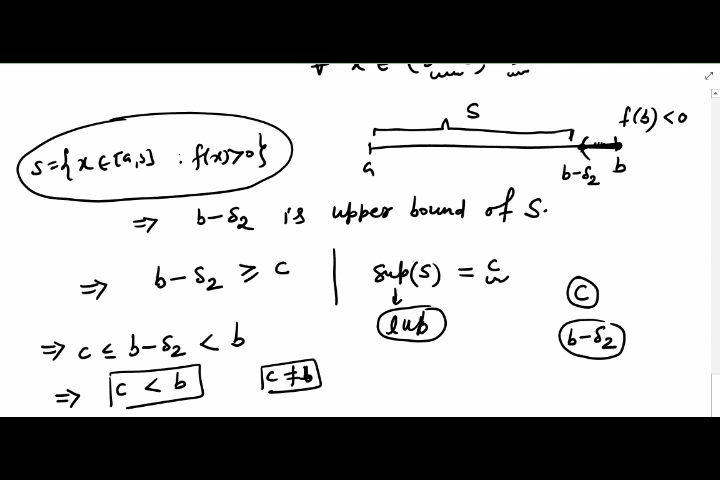 S
f(b) < 0
S = { x ∈ [a,b] : f(x) > 0 }
a
b-δ₂
b
⇒ b-δ₂ is upper bound of S.
⇒ b-δ₂ ≥ c | sup(S) = c
↓
lub
c
b-δ₂
⇒ c ≤ b-δ₂ < b
⇒ c < b
c ≠ b